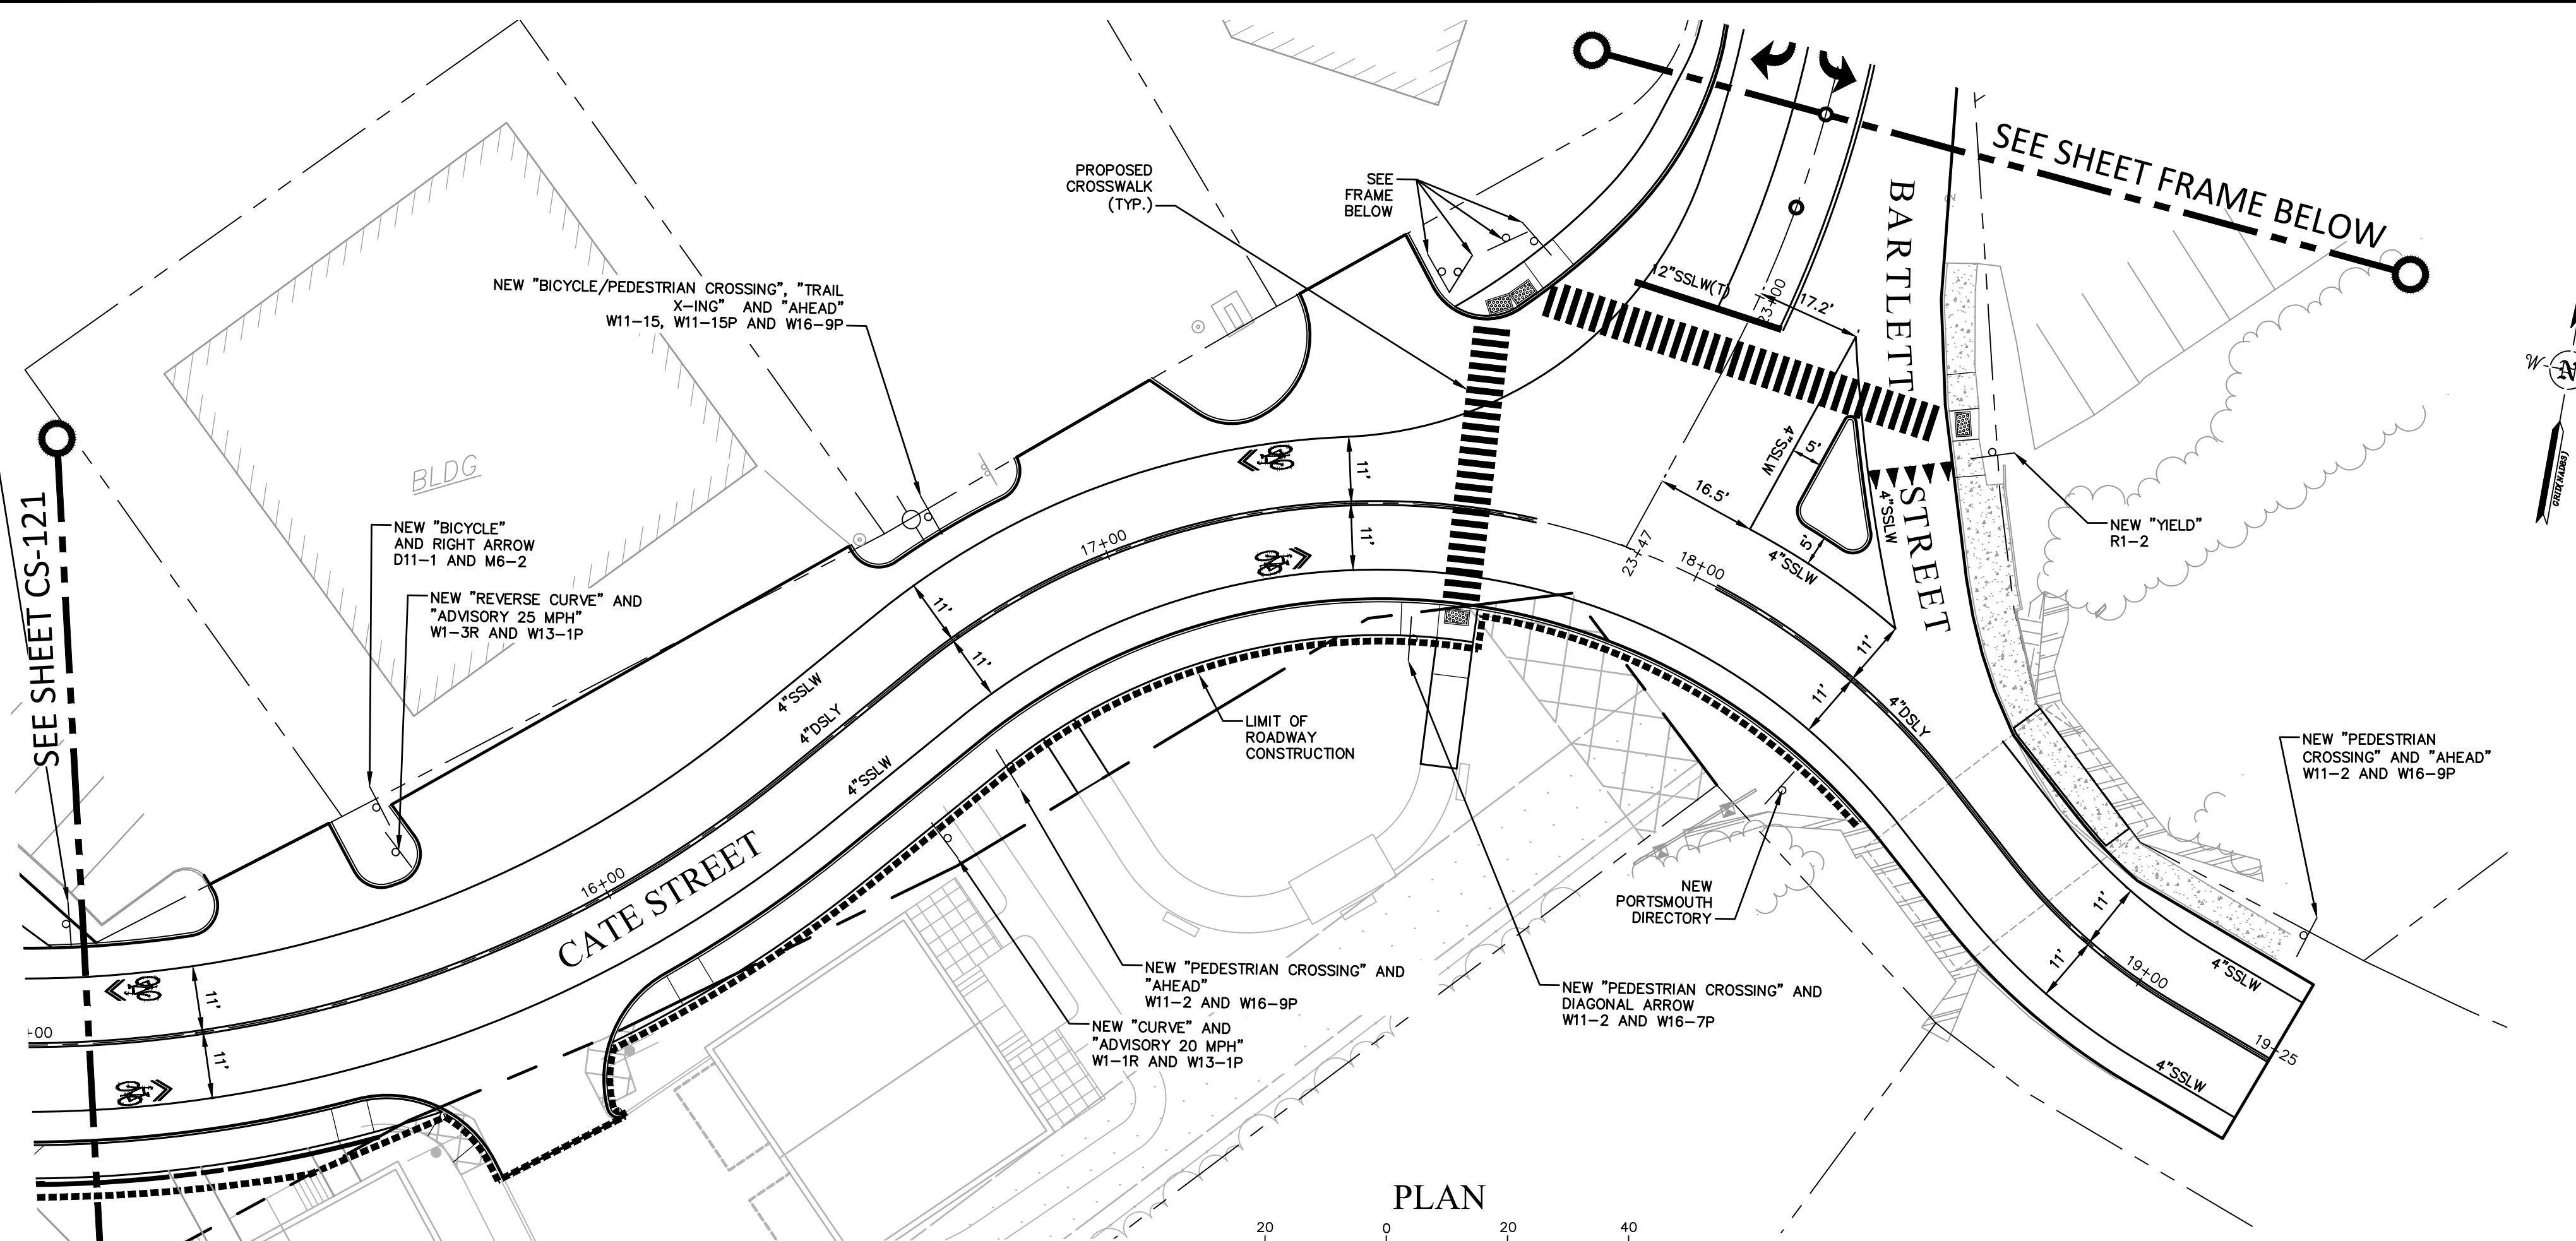 SEE SHEET FRAME BELOW
PROPOSED
CROSSWALK
(TYP.)
SEE
FRAME
BELOW
BARTLETT
STREET
12"SSLW(T)
23+00
17.2'
NEW "BICYCLE/PEDESTRIAN CROSSING", "TRAIL
X-ING" AND "AHEAD"
W11-15, W11-15P AND W16-9P
W
N
GRID(NAD83)
BLDG
4"SSLW
5'
5'
4"SSLW
16.5'
4"SSLW
NEW "YIELD"
R1-2
SEE SHEET CS-121
NEW "BICYCLE"
AND RIGHT ARROW
D11-1 AND M6-2
NEW "REVERSE CURVE" AND
"ADVISORY 25 MPH"
W1-3R AND W13-1P
11'
11'
17+00
23+47
18+00
11'
11'
11'
11'
4"SSLW
4"DSLY
4"SSLW
4"DSLY
LIMIT OF
ROADWAY
CONSTRUCTION
NEW "PEDESTRIAN
CROSSING" AND "AHEAD"
W11-2 AND W16-9P
16+00
CATE STREET
NEW
PORTSMOUTH
DIRECTORY
11'
11'
NEW "PEDESTRIAN CROSSING" AND
"AHEAD"
W11-2 AND W16-9P
NEW "PEDESTRIAN CROSSING" AND
DIAGONAL ARROW
W11-2 AND W16-7P
NEW "CURVE" AND
"ADVISORY 20 MPH"
W1-1R AND W13-1P
19+00
4"SSLW
19+25
4"SSLW
11'
11'
+00
PLAN
20
0
20
40